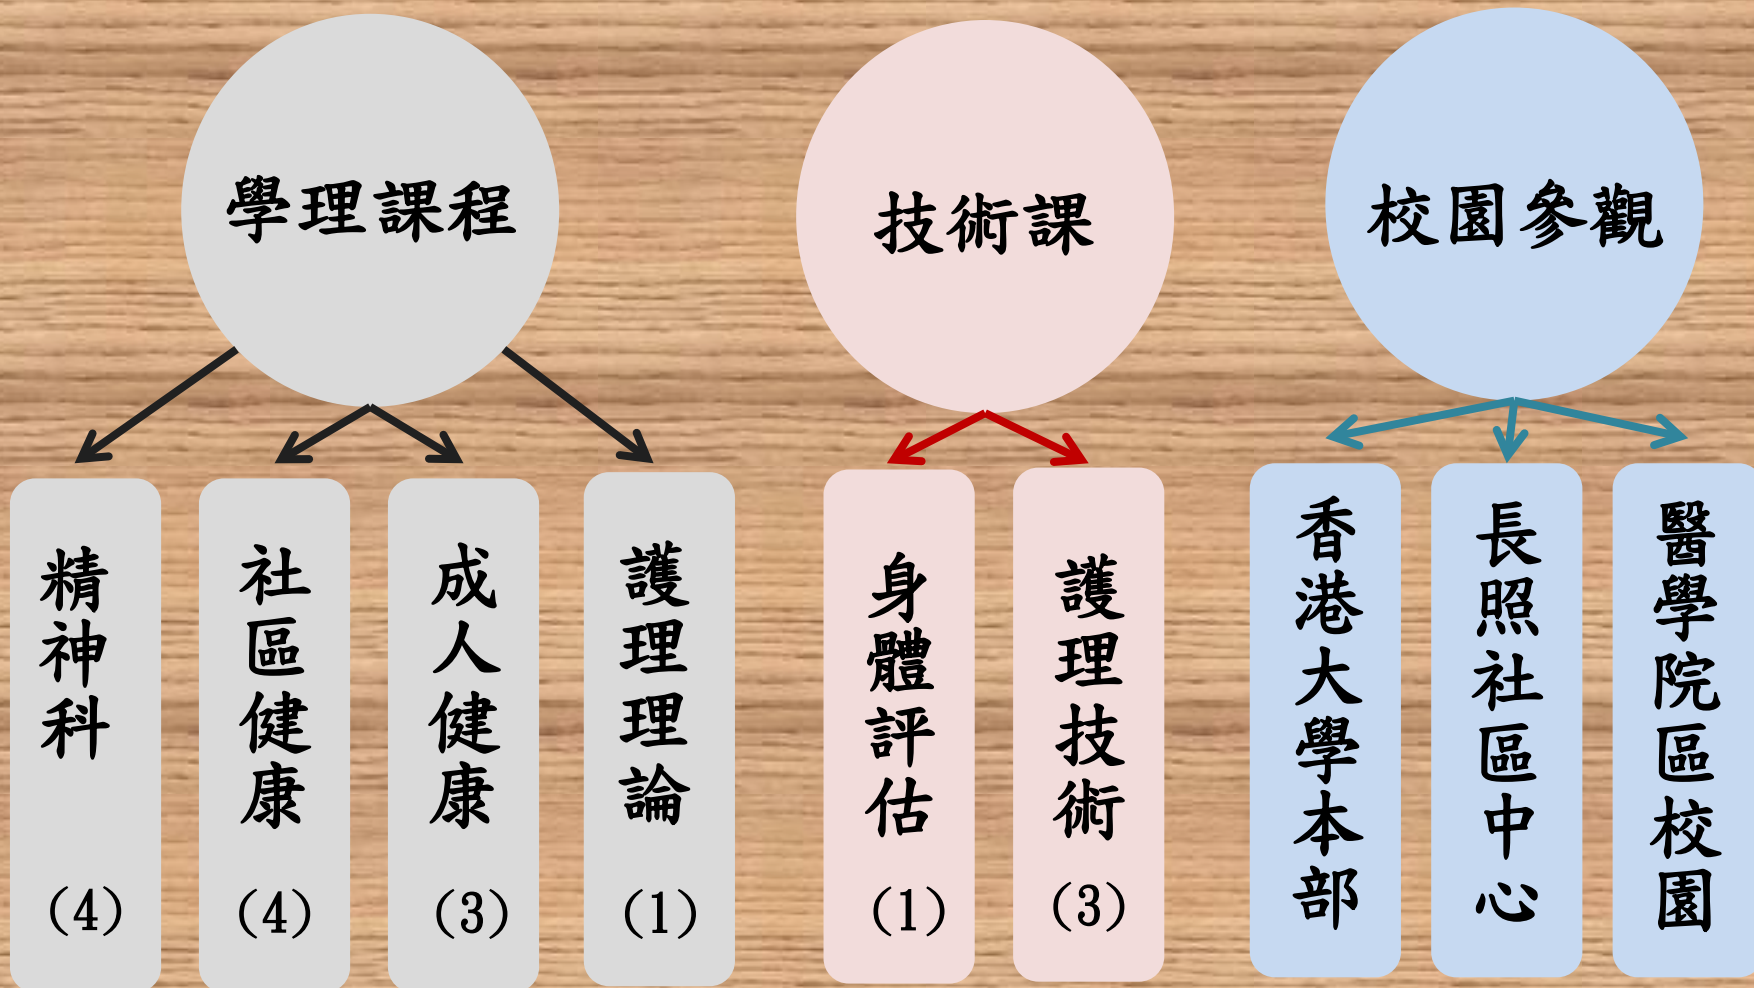 學理課程
精神科 (4)
社區健康 (4)
成人健康 (3)
護理理論 (1)
技術課
身體評估 (1)
護理技術 (3)
校園參觀
香港大學本部
長照社區中心
醫學院區校園